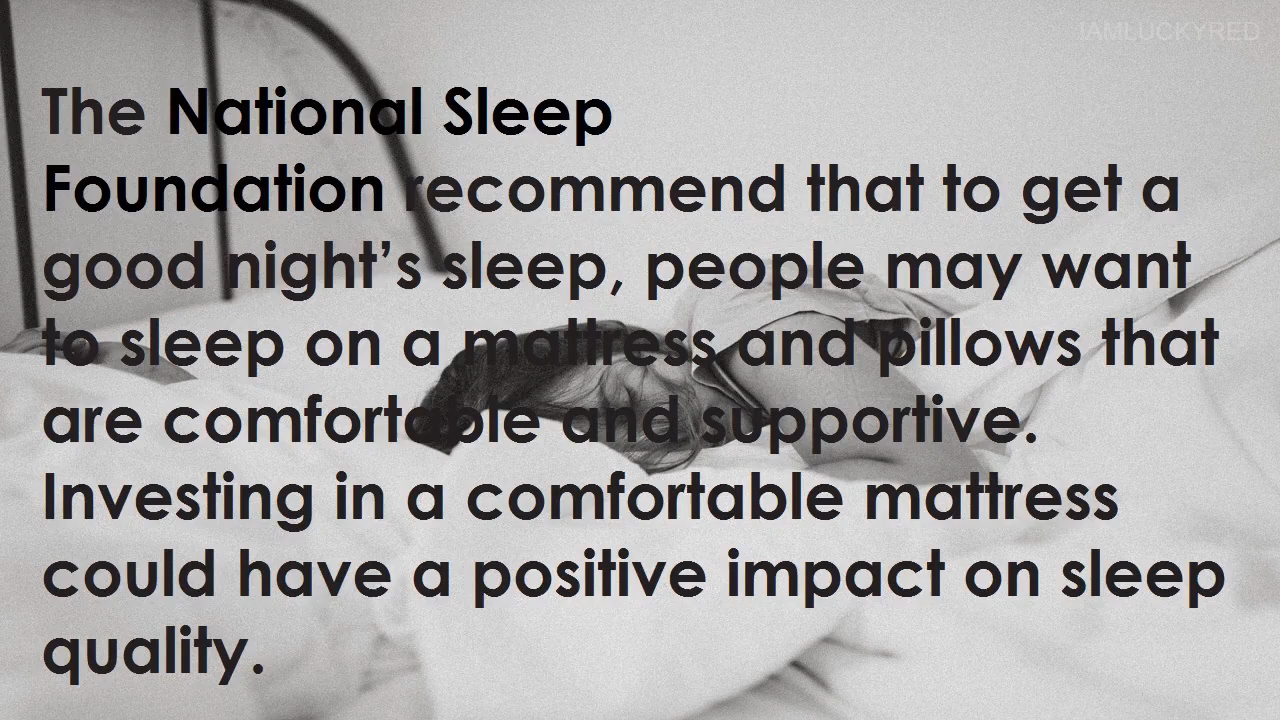 IAMLUCKYRED
The National Sleep
Foundation recommend that to get a
good night’s sleep, people may want
to sleep on a mattress and pillows that
are comfortable and supportive.
Investing in a comfortable mattress
could have a positive impact on sleep
quality.